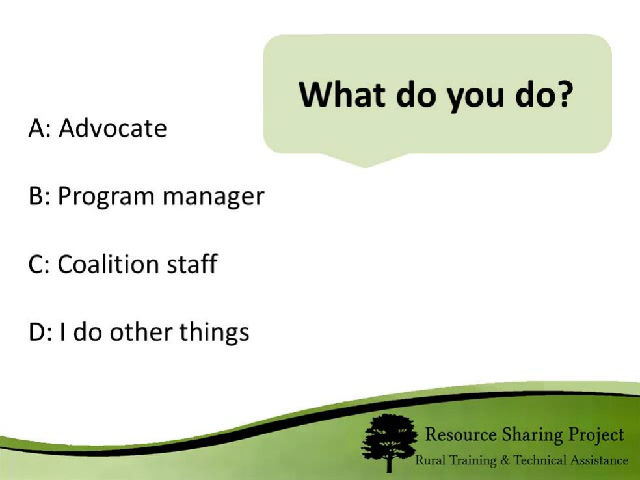 What do you do?
A: Advocate
B: Program manager
C: Coalition staff
D: I do other things
Resource Sharing Project
Rural Training & Technical Assistance